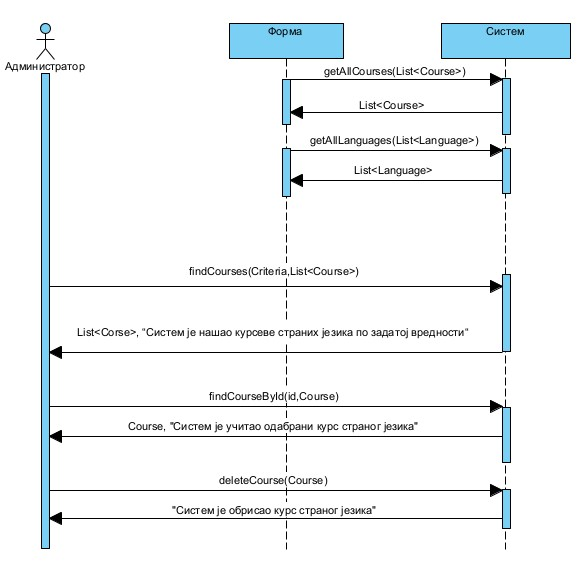 Форма
Систем
Администратор
getAllCourses(List<Course>)
List<Course>
getAllLanguages(List<Language>)
List<Language>
findCourses(Criteria,List<Course>)
List<Corse>, "Систем је нашао курсеве страних језика по задатој вредности"
findCourseById(id,Course)
Course, "Систем је учитао одабрани курс страног језика"
deleteCourse(Course)
"Систем је обрисао курс страног језика"